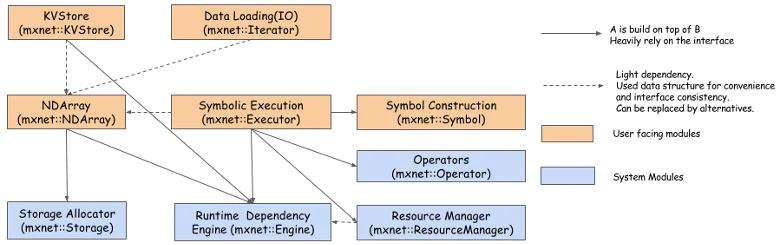 KVStore
(mxnet::KVStore)
Data Loading(IO)
(mxnet::Iterator)
A is build on top of B
Heavily rely on the interface
Light dependency.
Used data structure for convenience
and interface consistency.
Can be replaced by alternatives.
NDArray
(mxnet::NDArray)
Symbolic Execution
(mxnet::Executor)
Symbol Construction
(mxnet::Symbol)
User facing modules
Operators
(mxnet::Operator)
System Modules
Storage Allocator
(mxnet::Storage)
Runtime Dependency
Engine (mxnet::Engine)
Resource Manager
(mxnet::ResourceManager)